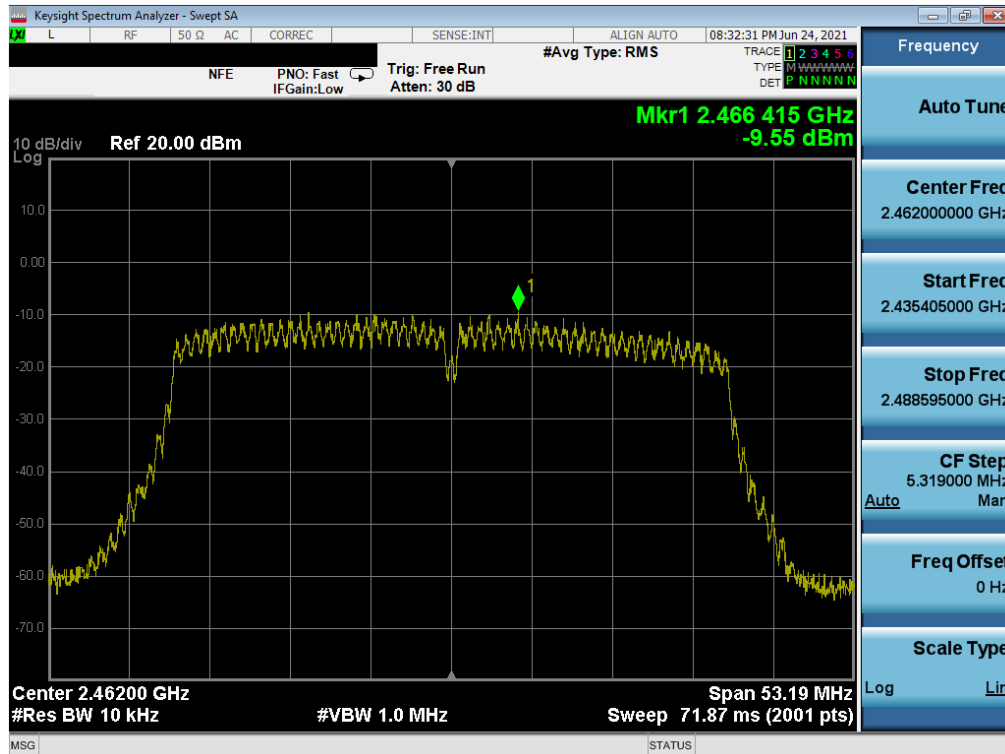 Keysight Spectrum Analyzer - Swept SA
LXI L RF 50 Ω AC CORREC SENSE:INT ALIGN AUTO 08:32:31 PM Jun 24, 2021
#Avg Type: RMS
TRACE 1 2 3 4 5 6
TYPE M WWWWW
DET P N N N N N
NFE
PNO: Fast
IFGain:Low
Trig: Free Run
Atten: 30 dB
Mkr1 2.466 415 GHz
-9.55 dBm
10 dB/div
Log
Ref 20.00 dBm
1
10.0
0.00
-10.0
-20.0
-30.0
-40.0
-50.0
-60.0
-70.0
Center 2.46200 GHz
Span 53.19 MHz
#Res BW 10 kHz
#VBW 1.0 MHz
Sweep 71.87 ms (2001 pts)
MSG
STATUS
Frequency
Auto Tune
Center Freq
2.462000000 GHz
Start Freq
2.435405000 GHz
Stop Freq
2.488595000 GHz
CF Step
5.319000 MHz
Auto Man
Freq Offset
0 Hz
Scale Type
Log Lin